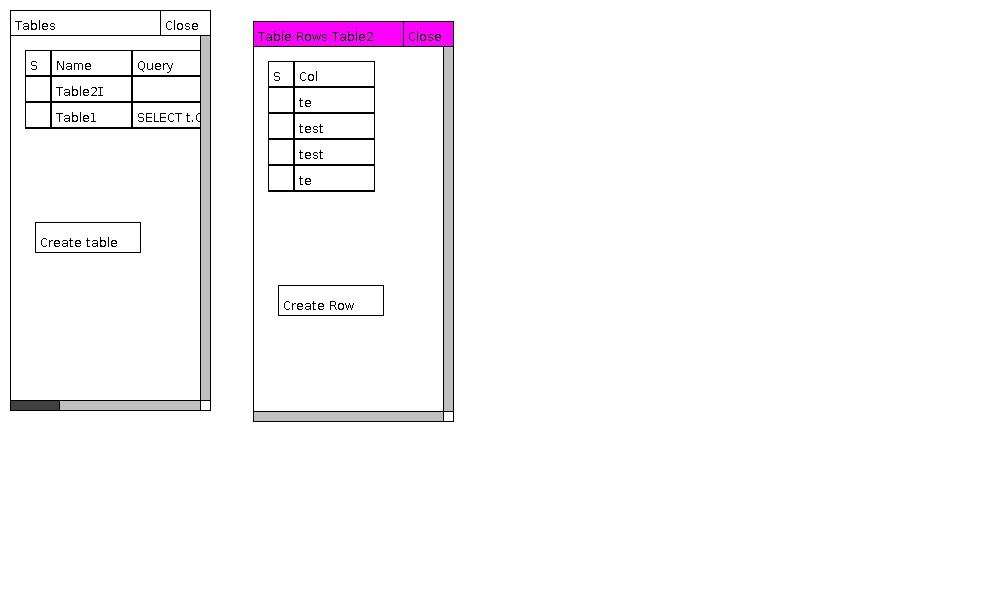 Tables Close
S Name Query
Table2I
Table1 SELECT t.
Create table
Table Rows Table2 Close
S Col
te
test
test
te
Create Row